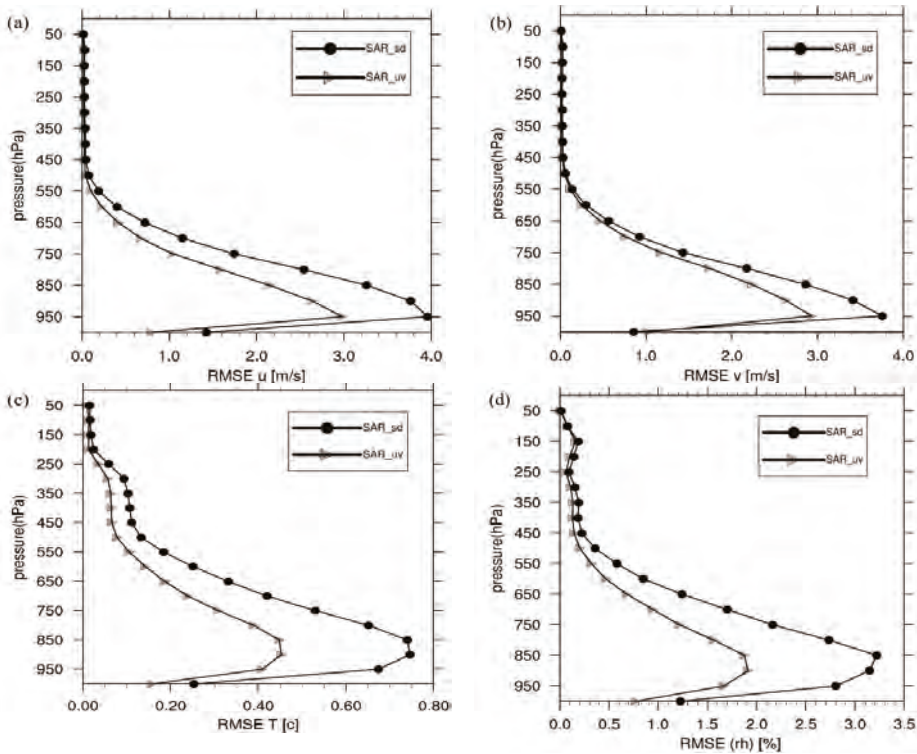 (a)
50
150
250
350
450
550
650
750
850
950
pressure(hPa)
SAR_sd
SAR_uv
0.0 1.0 2.0 3.0 4.0
RMSE u [m/s]
(b)
50
150
250
350
450
550
650
750
850
950
pressure(hPa)
SAR_sd
SAR_uv
0.0 1.0 2.0 3.0 4.0
RMSE v [m/s]
(c)
50
150
250
350
450
550
650
750
850
950
pressure(hPa)
SAR_sd
SAR_uv
0.00 0.20 0.40 0.60 0.80
RMSE T [c]
(d)
50
150
250
350
450
550
650
750
850
950
pressure(hPa)
SAR_sd
SAR_uv
0.0 0.5 1.0 1.5 2.0 2.5 3.0 3.5
RMSE (rh) [%]